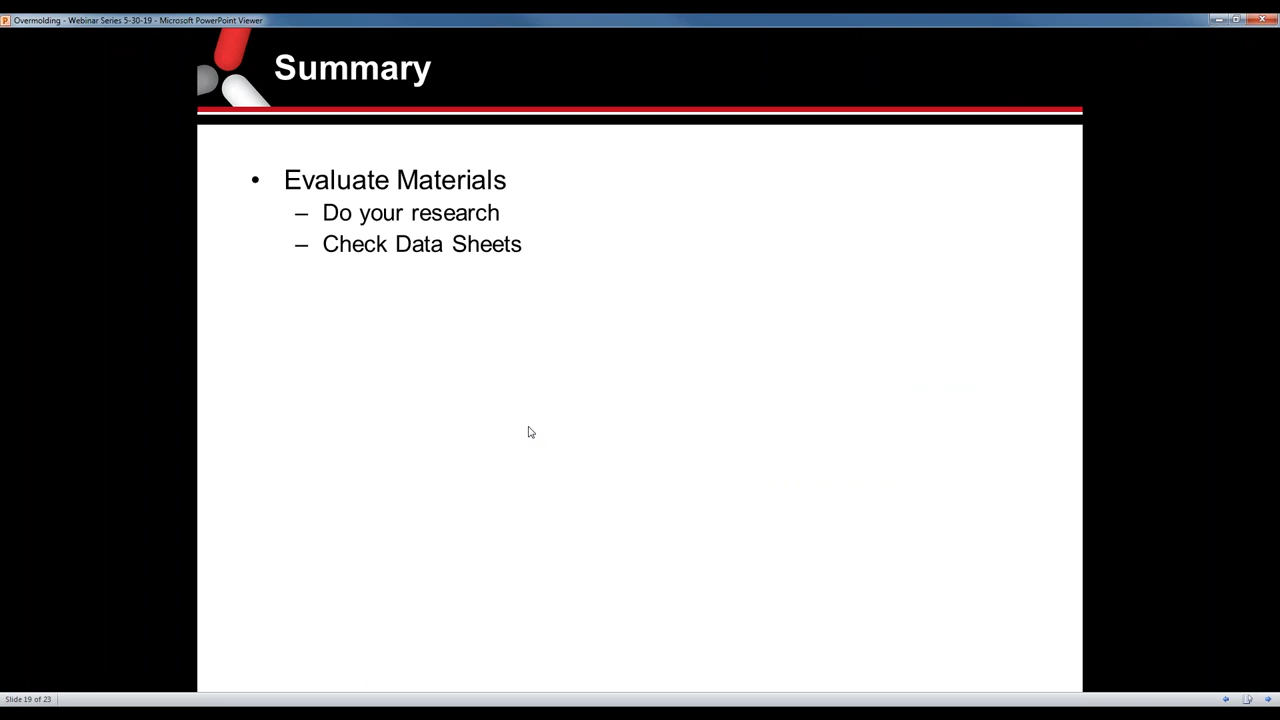 Overmolding - Webinar Series 5-30-19 - Microsoft PowerPoint Viewer
Summary
• Evaluate Materials
– Do your research
– Check Data Sheets
Slide 19 of 23